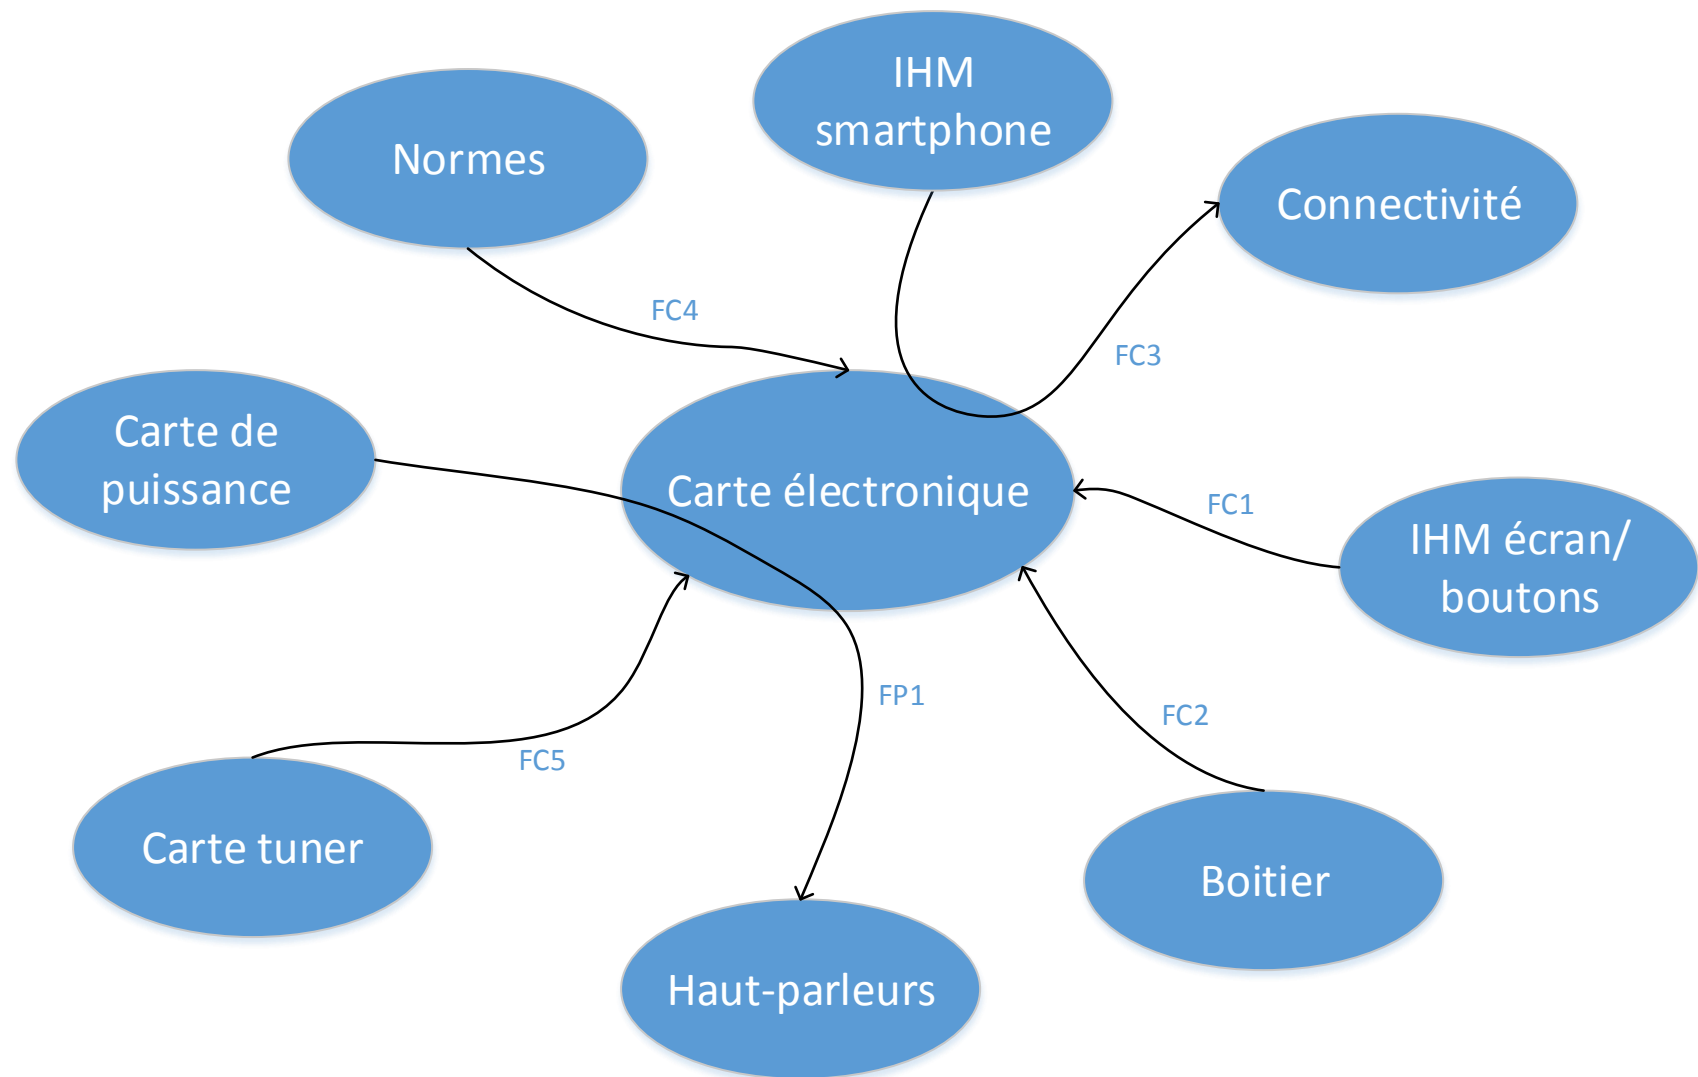 IHM
smartphone
Normes
Connectivité
FC4
FC3
Carte de
puissance
Carte électronique
FC1
IHM écran/
boutons
FP1
FC2
FC5
Carte tuner
Boitier
Haut-parleurs